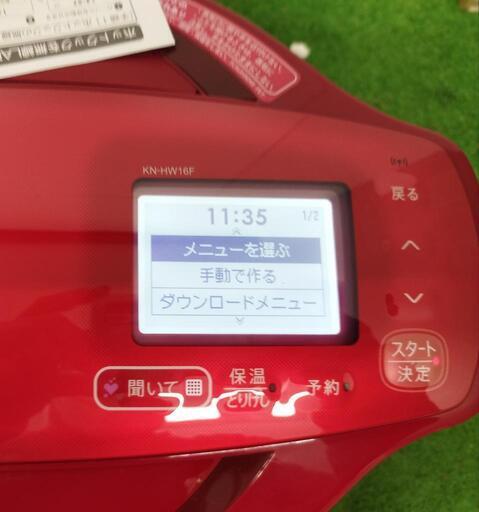 KN-HW16F
11:35 1/2
メニューを選ぶ
手動で作る
ダウンロードメニュー
戻る
スタート
決定
聞いて
保温
とりけし
予約